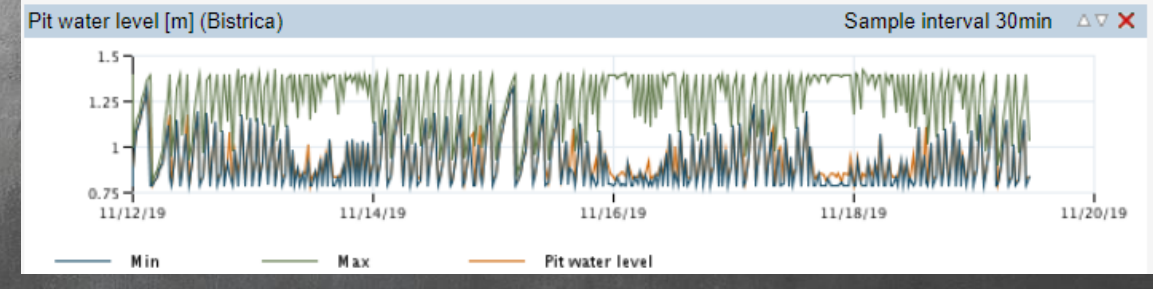 Pit water level [m] (Bistrica) Sample interval 30min
1.5
1.25
1
0.75
11/12/19 11/14/19 11/16/19 11/18/19 11/20/19
Min Max Pit water level